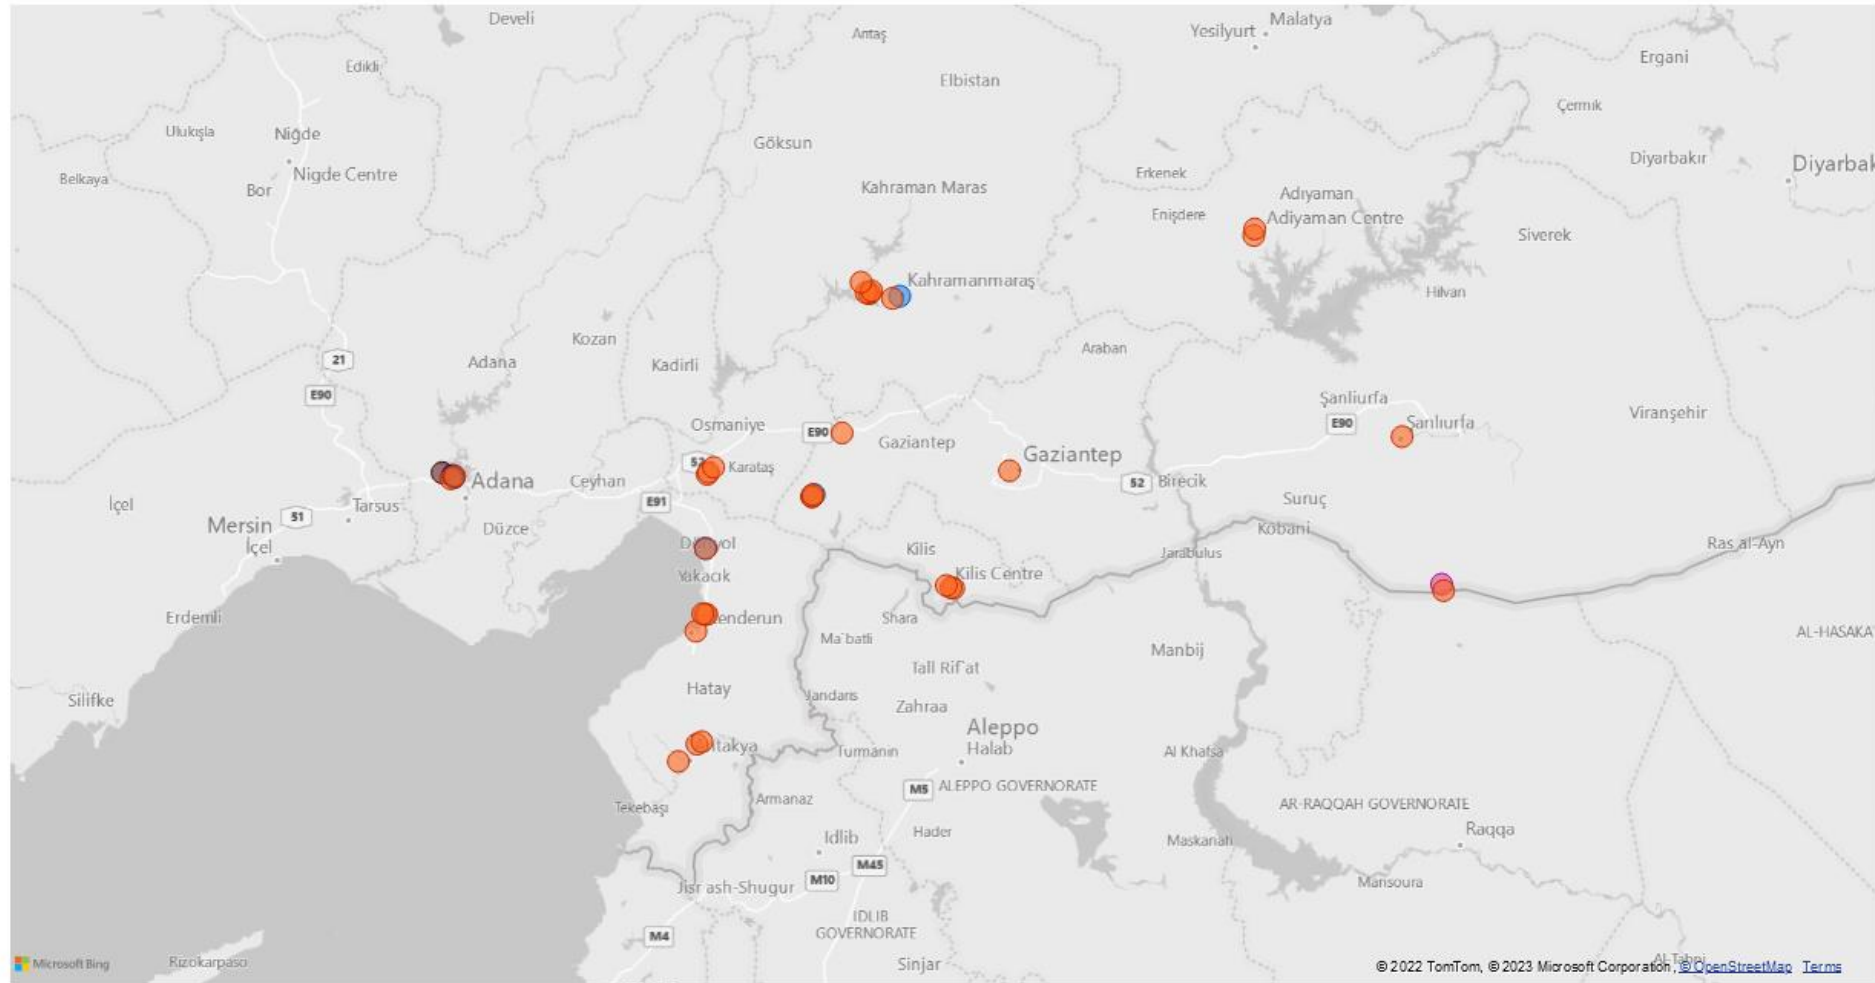 Develi
Malatya
Yesilyurt
Arıtaş
Ergani
Edikli
Elbistan
Çermik
Ulukışla
Niğde
Göksun
Diyarbakır
Diyarbak
Nigde Centre
Belkaya
Bor
Erkenek
Kahraman Maras
Adıyaman
Enişdere
Adiyaman Centre
Siverek
Kahramanmaraş
Hilvan
Kozan
Araban
21
Adana
Kadirli
E90
Şanliurfa
Viranşehir
Osmaniye
E90
Gaziantep
E90
Şanlıurfa
Gaziantep
Karataş
Adana
Ceyhan
52
Birecik
İçel
Tarsus
E91
Suruç
Mersin
51
Düzce
Kobani
İçel
Kilis
Jarabulus
Ras al-Ayn
Yakacık
Kilis Centre
Erdemli
Shara
enderun
Ma`batli
AL-HASAKA
Manbij
Tall Rif'at
Hatay
Jandaris
Silifke
Zahraa
Aleppo
Halab
ntakya
Turmanin
Al Khafsa
M5
ALEPPO GOVERNORATE
Armanaz
Tekebaşı
AR-RAQQAH GOVERNORATE
Idlib
Hader
Raqqa
Maskanah
M45
M10
Jisr ash-Shugur
Mansoura
IDLIB
GOVERNORATE
M4
Microsoft Bing
Rizokarpaso
Sinjar
© 2022 TomTom, © 2023 Microsoft Corporation, © OpenStreetMap Terms